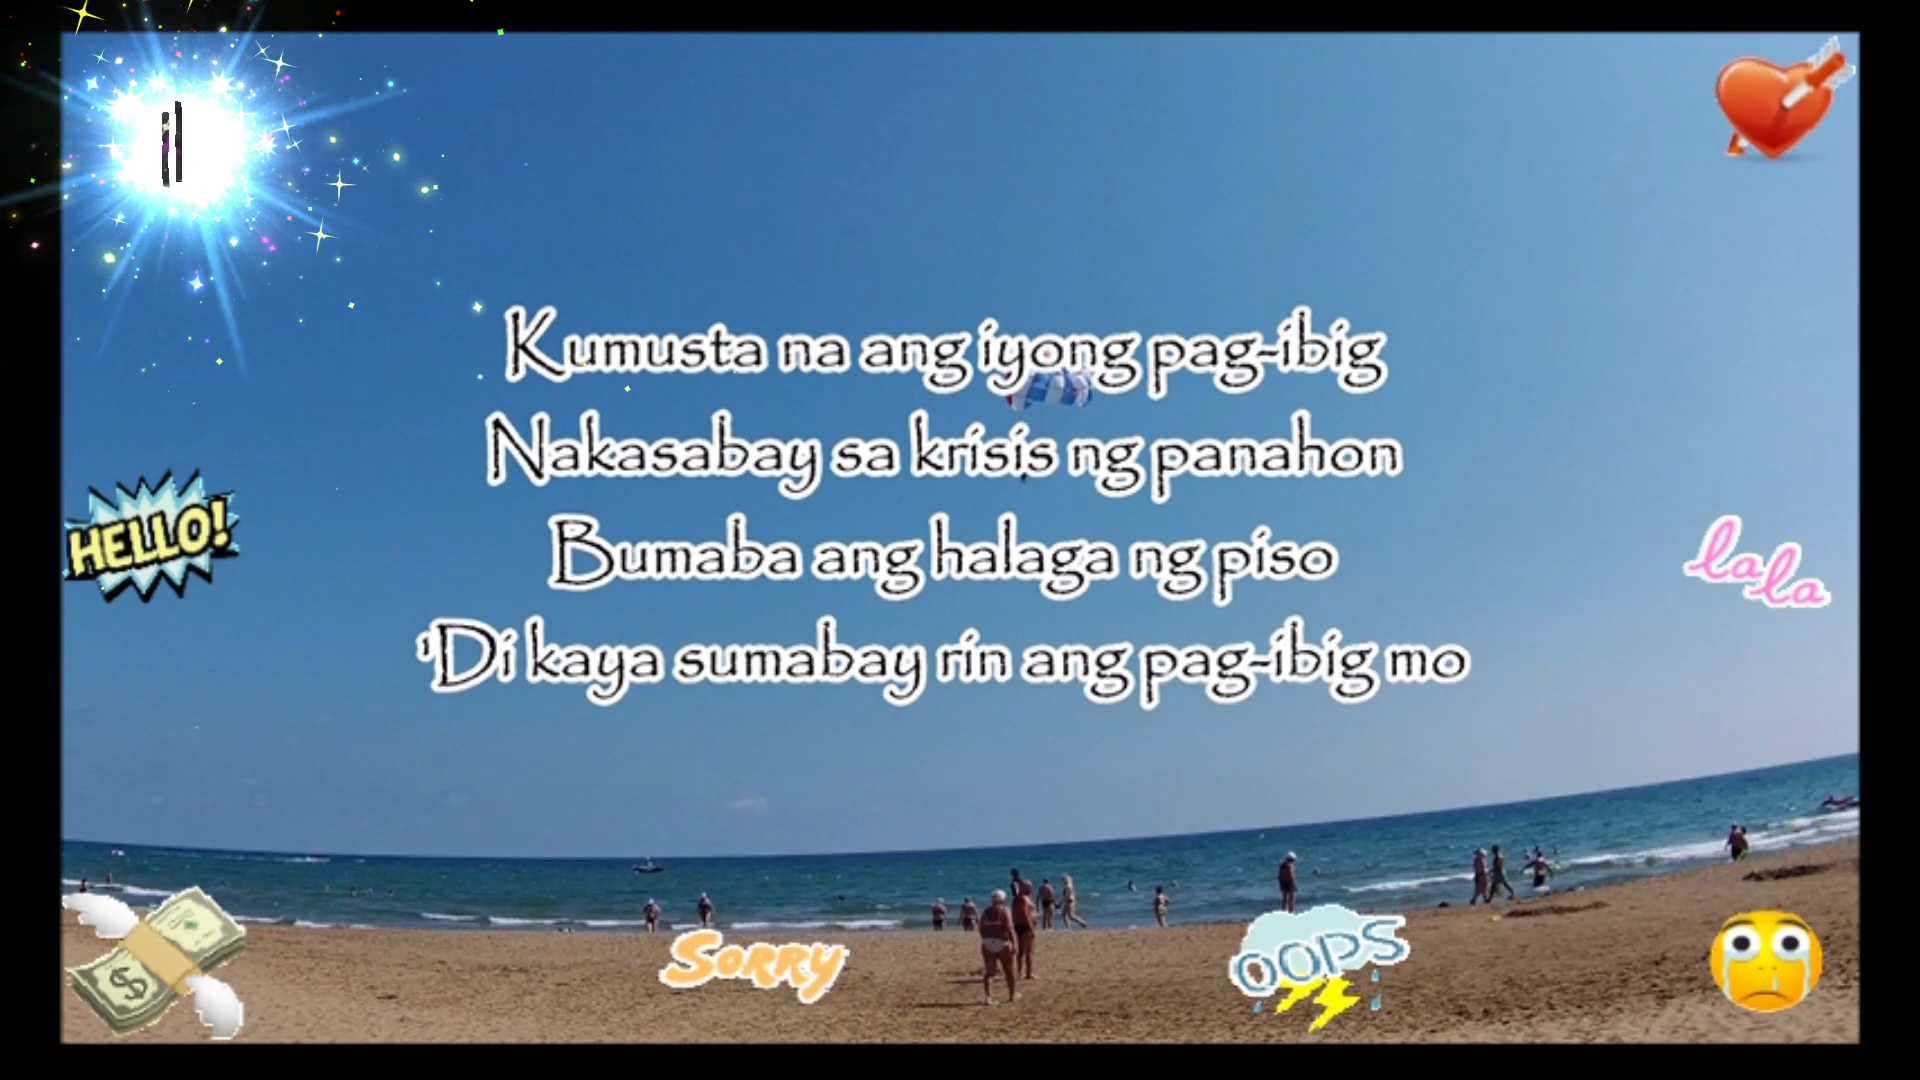 Kumusta na ang iyong pag-ibig
Nakasabay sa krisis ng panahon
HELLO!
Bumaba ang halaga ng piso
lala
'Di kaya sumabay rin ang pag-ibig mo
SORRY
OOPS
$